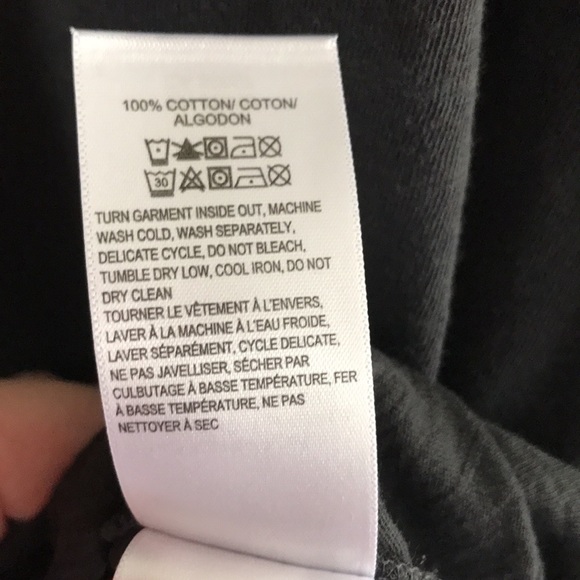 100% COTTON/ COTON/
ALGODON
30
TURN GARMENT INSIDE OUT, MACHINE
WASH COLD, WASH SEPARATELY,
DELICATE CYCLE, DO NOT BLEACH,
TUMBLE DRY LOW, COOL IRON, DO NOT
DRY CLEAN
TOURNER LE VÊTEMENT À L'ENVERS,
LAVER À LA MACHINE À L'EAU FROIDE,
LAVER SÉPARÉMENT, CYCLE DELICATE,
NE PAS JAVELLISER, SÉCHER PAR
CULBUTAGE À BASSE TEMPÉRATURE, FER
À BASSE TEMPÉRATURE, NE PAS
NETTOYER À SEC